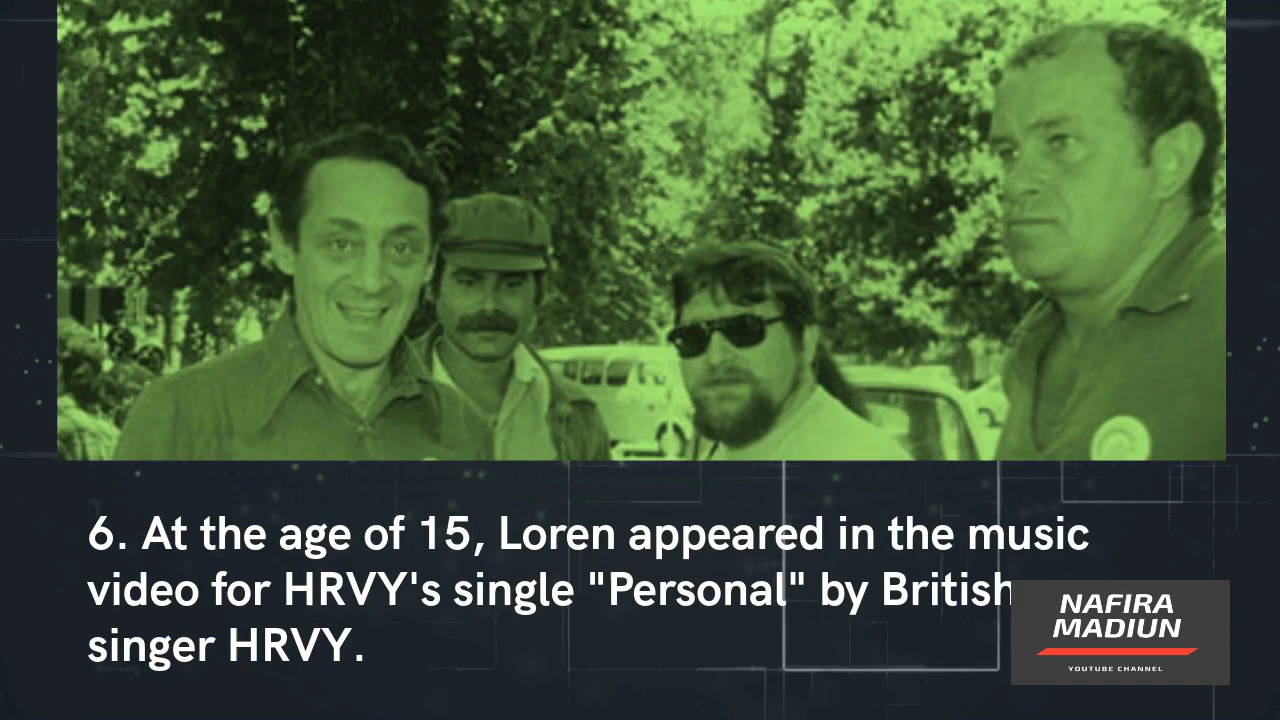 6. At the age of 15, Loren appeared in the music
video for HRVY's single "Personal" by British
singer HRVY.
NAFIRA
MADIUN
YOUTUBE CHANNEL